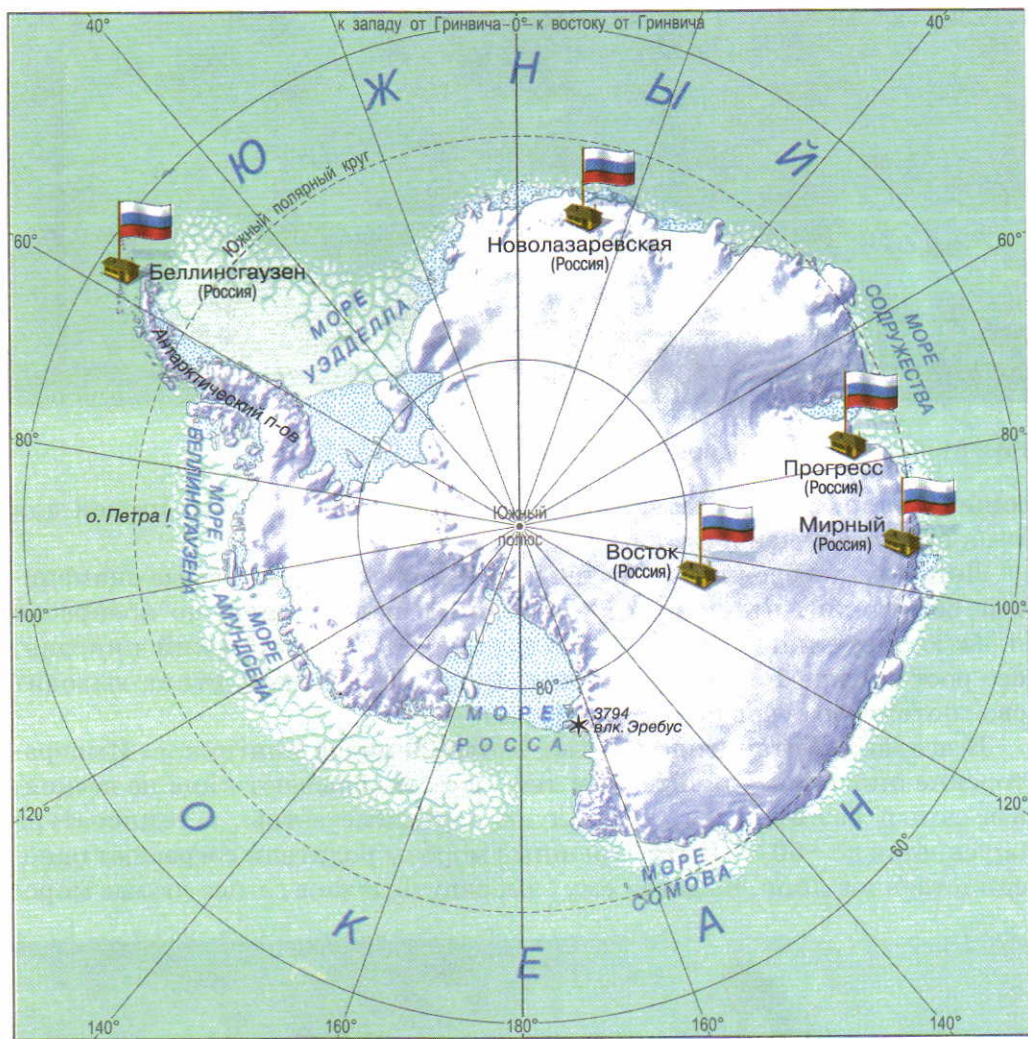 к западу от Гринвича–0°–к востоку от Гринвича
40°
40°
ЮЖНЫЙ
Южный полярный круг
60°
60°
Беллинсгаузен
(Россия)
Новолазаревская
(Россия)
МОРЕ
УЭДДЕЛЛА
МОРЕ
СОДРУЖЕСТВА
Антарктический п-ов
80°
80°
Прогресс
(Россия)
о. Петра I
МОРЕ
БЕЛЛИНСГАУЗЕНА
Южный
полюс
Восток
(Россия)
Мирный
(Россия)
100°
100°
МОРЕ
АМУНДСЕНА
80°
МОРЕ
РОССА
3794
влк. Эребус
120°
120°
60°
МОРЕ
СОМОВА
ОКЕАН
140°
160°
180°
160°
140°